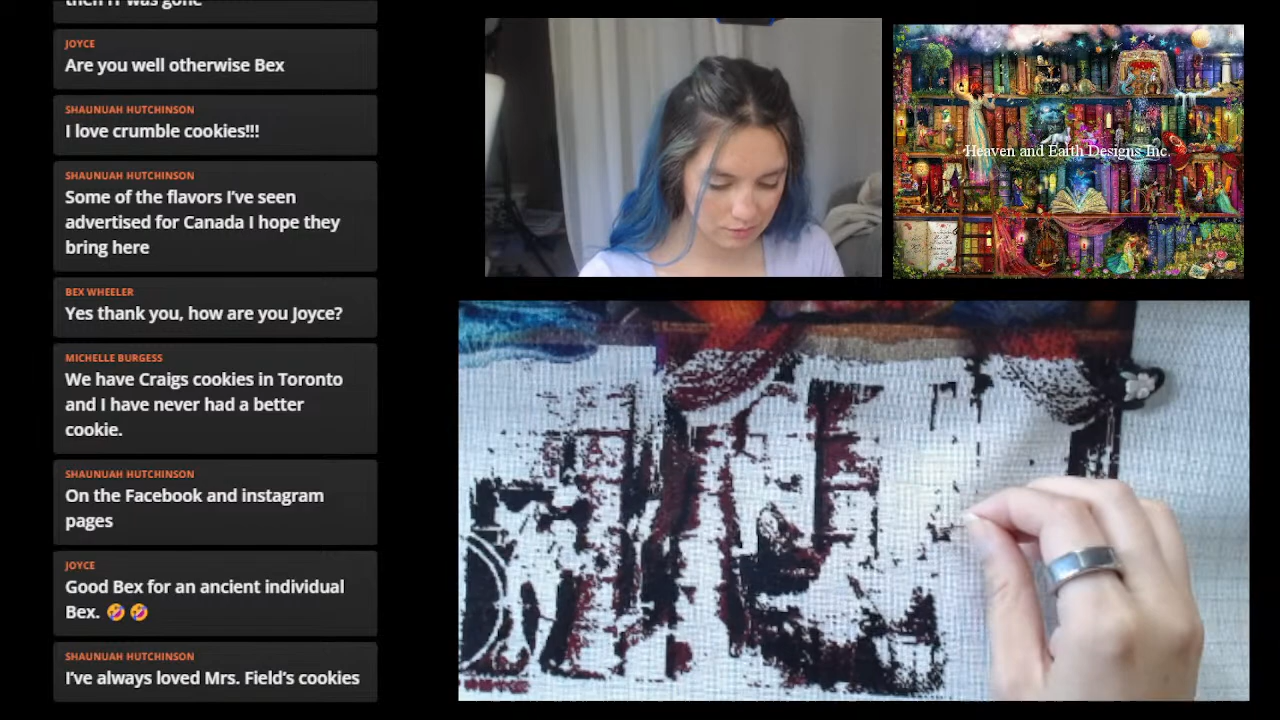 then IT was gone
JOYCE
Are you well otherwise Bex
SHAUNUAH HUTCHINSON
I love crumble cookies!!!
SHAUNUAH HUTCHINSON
Some of the flavors I've seen
advertised for Canada I hope they
bring here
BEX WHEELER
Yes thank you, how are you Joyce?
MICHELLE BURGESS
We have Craigs cookies in Toronto
and I have never had a better
cookie.
SHAUNUAH HUTCHINSON
On the Facebook and instagram
pages
JOYCE
Good Bex for an ancient individual
Bex. 🤣 🤣
SHAUNUAH HUTCHINSON
I've always loved Mrs. Field's cookies
Heaven and Earth Designs Inc